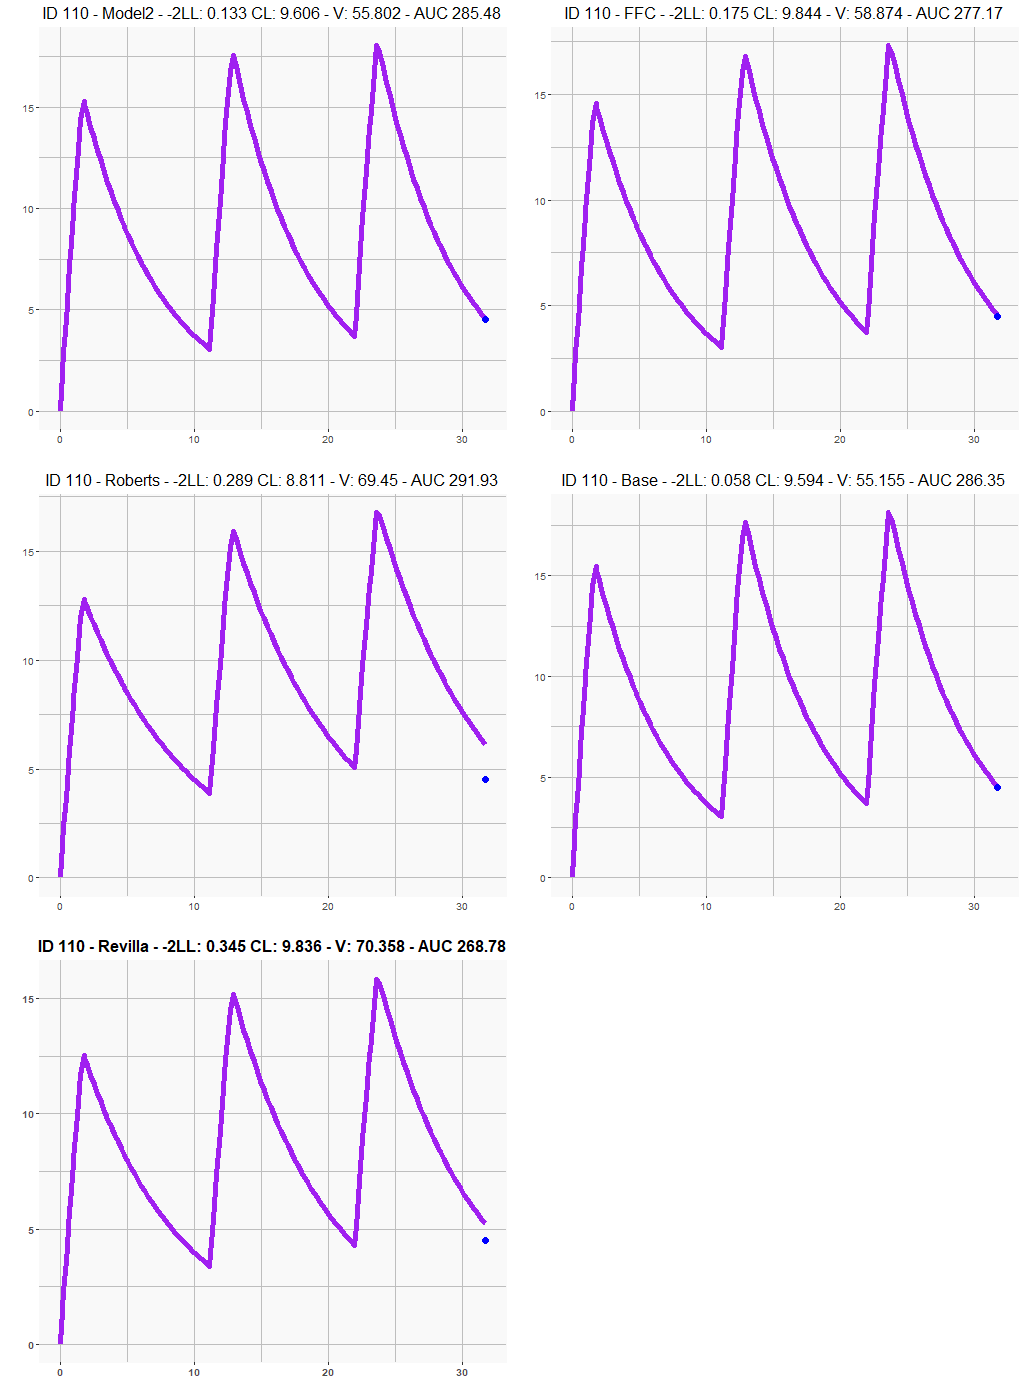 ID 110 - Model2 - -2LL: 0.133 CL: 9.606 - V: 55.802 - AUC 285.48
15
10
5
0
0 10 20 30
ID 110 - FFC - -2LL: 0.175 CL: 9.844 - V: 58.874 - AUC 277.17
15
10
5
0
0 10 20 30
ID 110 - Roberts - -2LL: 0.289 CL: 8.811 - V: 69.45 - AUC 291.93
15
10
5
0
0 10 20 30
ID 110 - Base - -2LL: 0.058 CL: 9.594 - V: 55.155 - AUC 286.35
15
10
5
0
0 10 20 30
ID 110 - Revilla - -2LL: 0.345 CL: 9.836 - V: 70.358 - AUC 268.78
15
10
5
0
0 10 20 30